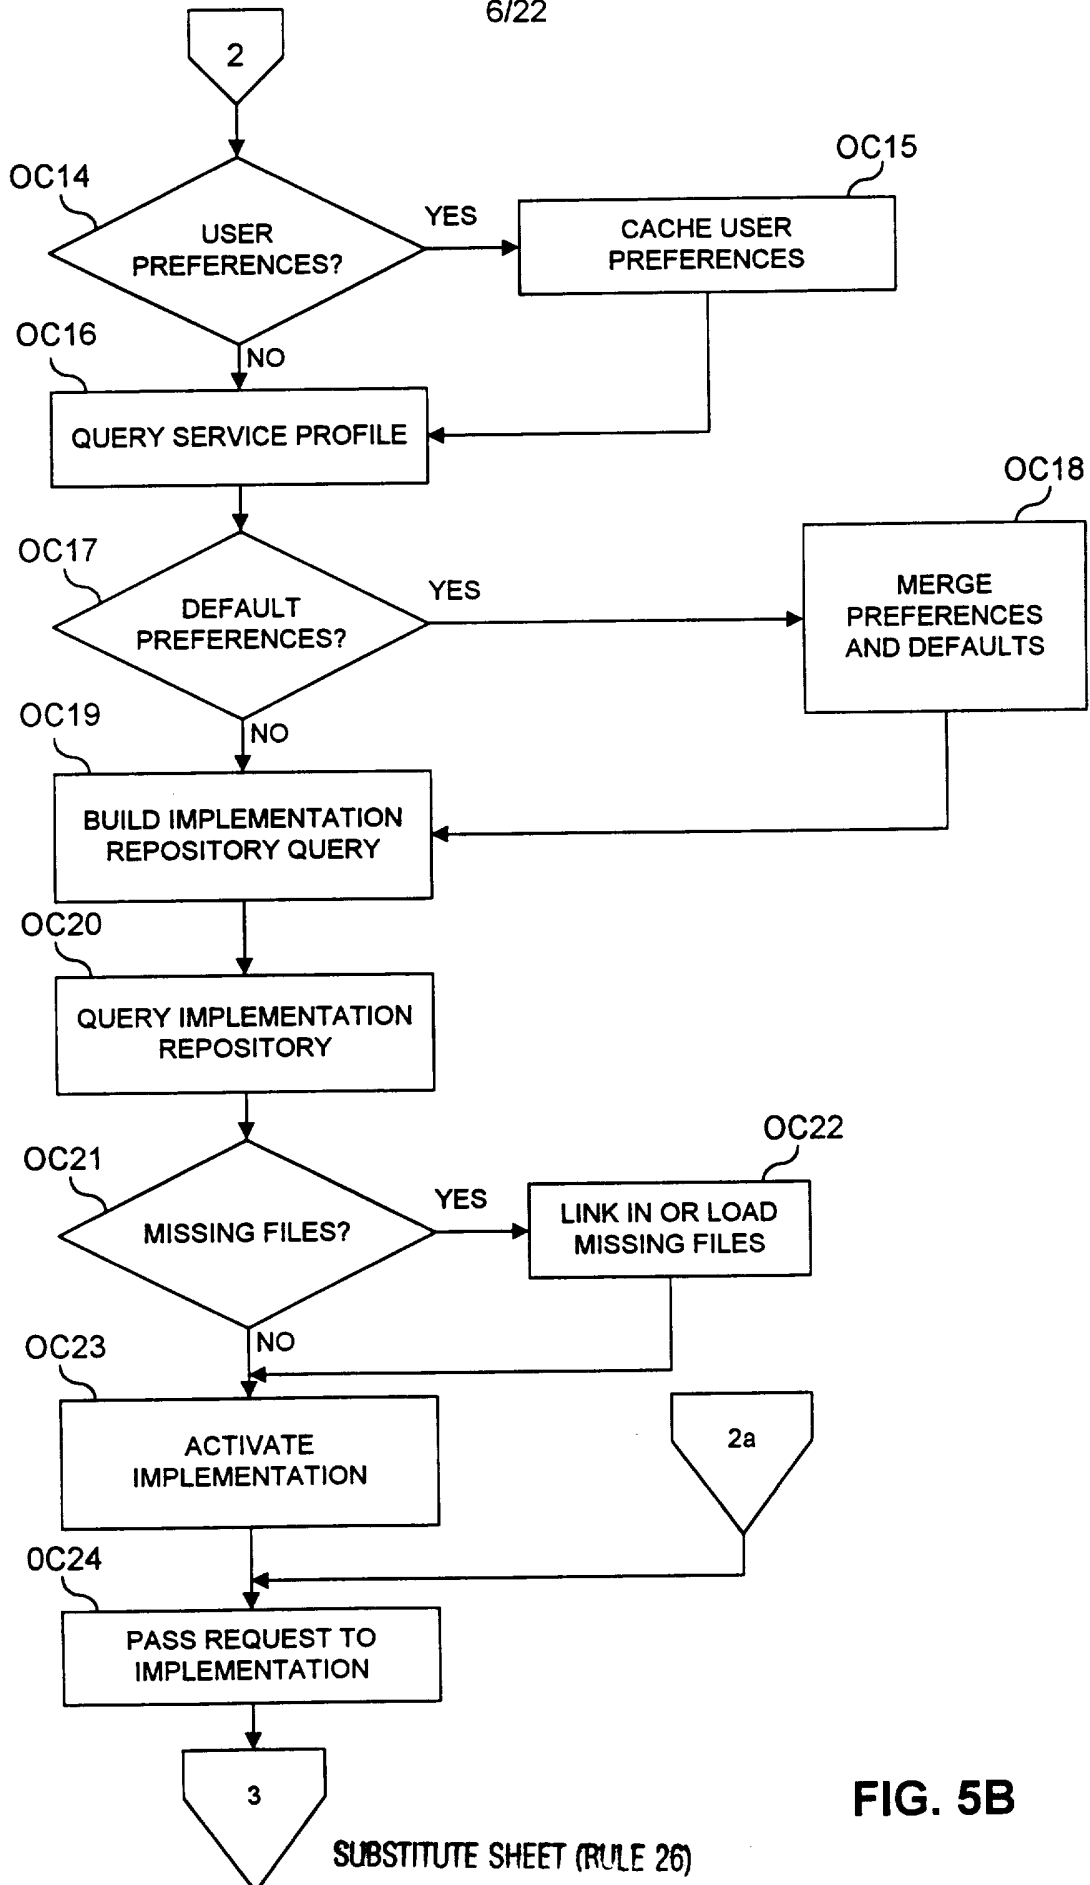 6/22
2
OC14
USER
PREFERENCES?
YES
OC15
CACHE USER
PREFERENCES
NO
OC16
QUERY SERVICE PROFILE
OC17
DEFAULT
PREFERENCES?
YES
OC18
MERGE
PREFERENCES
AND DEFAULTS
NO
OC19
BUILD IMPLEMENTATION
REPOSITORY QUERY
OC20
QUERY IMPLEMENTATION
REPOSITORY
OC21
MISSING FILES?
YES
OC22
LINK IN OR LOAD
MISSING FILES
NO
OC23
ACTIVATE
IMPLEMENTATION
2a
0C24
PASS REQUEST TO
IMPLEMENTATION
3
FIG. 5B
SUBSTITUTE SHEET (RULE 26)